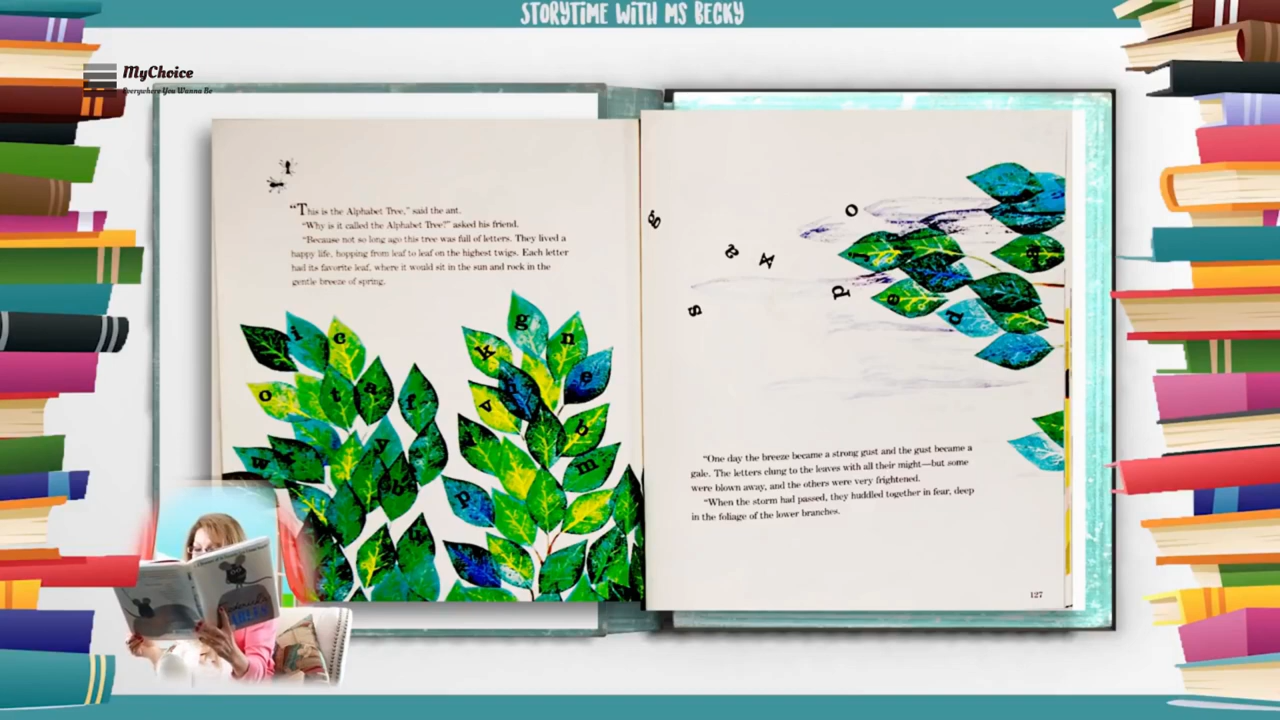 STORYTIME WITH MS BECKY
MyChoice
Everywhere You Wanna Be
"This is the Alphabet Tree," said the ant.
"Why is it called the Alphabet Tree?" asked his friend.
"Because not so long ago this tree was full of letters. They lived a
happy life, hopping from leaf to leaf on the highest twigs. Each letter
had its favorite leaf, where it would sit in the sun and rock in the
gentle breeze of spring.
"One day the breeze became a strong gust and the gust became a
gale. The letters clung to the leaves with all their might—but some
were blown away, and the others were very frightened.
"When the storm had passed, they huddled together in fear, deep
in the foliage of the lower branches.
127